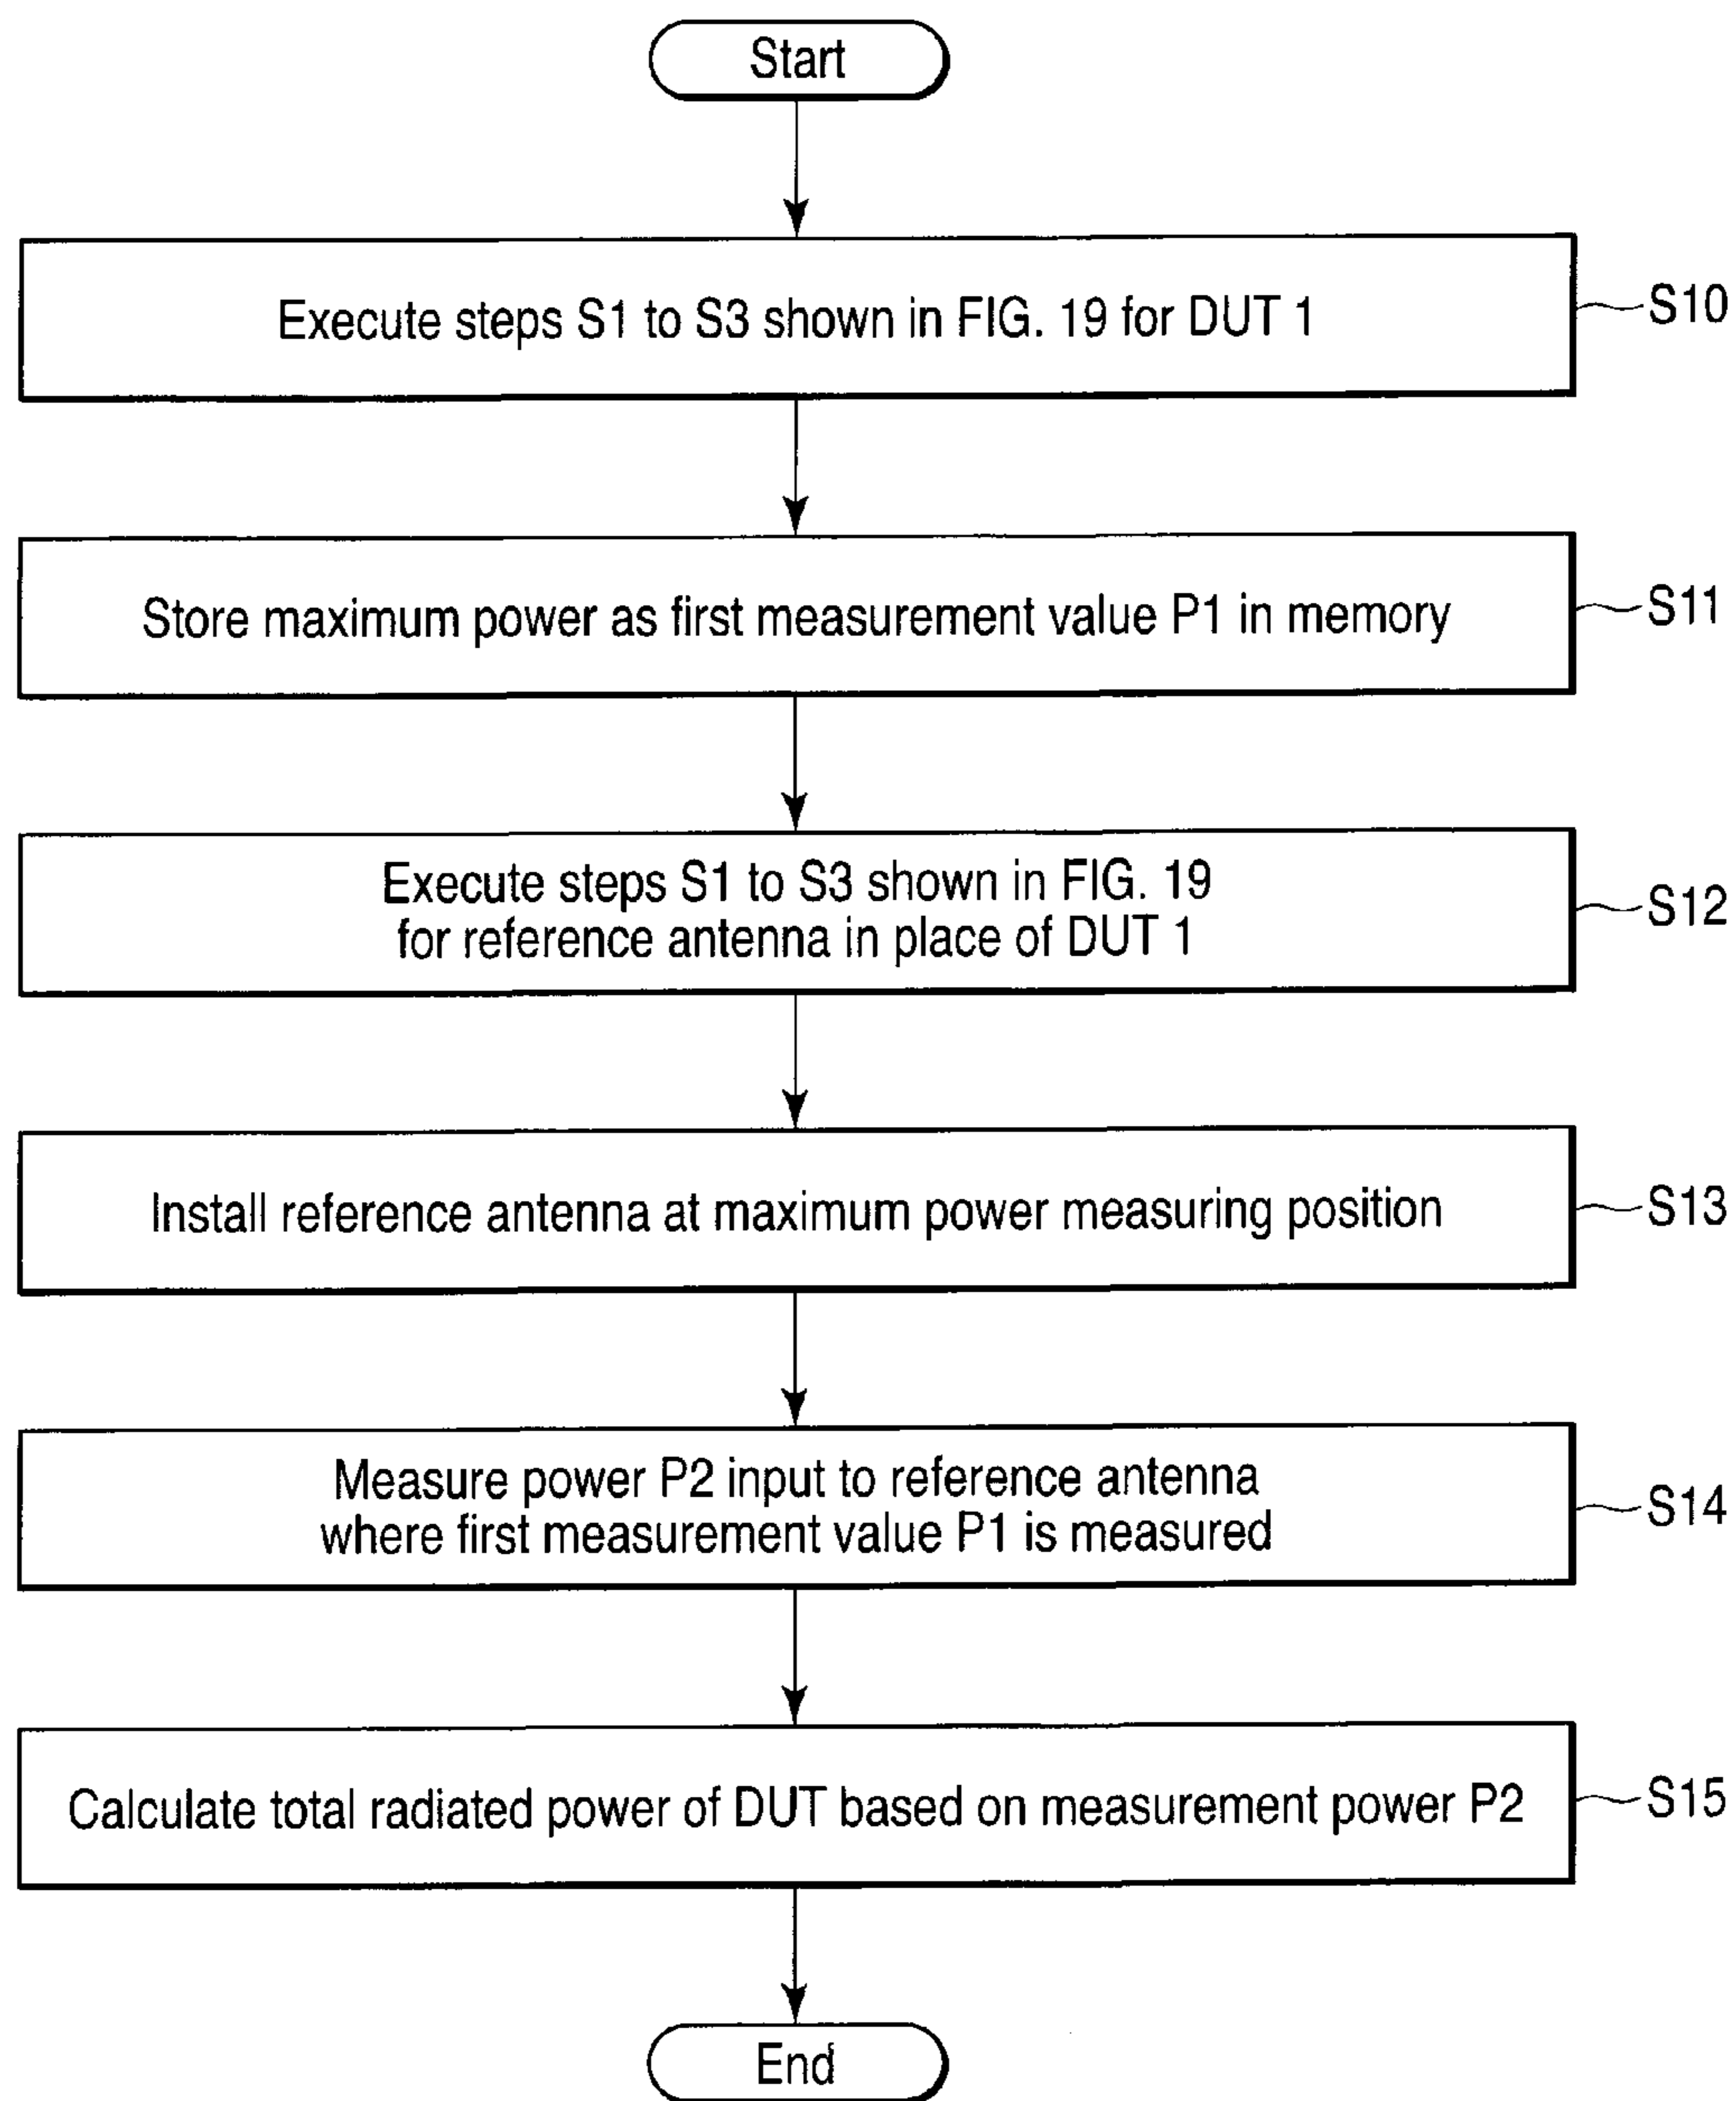 Start
Execute steps S1 to S3 shown in FIG. 19 for DUT 1
S10
Store maximum power as first measurement value P1 in memory
S11
Execute steps S1 to S3 shown in FIG. 19
for reference antenna in place of DUT 1
S12
Install reference antenna at maximum power measuring position
S13
Measure power P2 input to reference antenna
where first measurement value P1 is measured
S14
Calculate total radiated power of DUT based on measurement power P2
S15
End